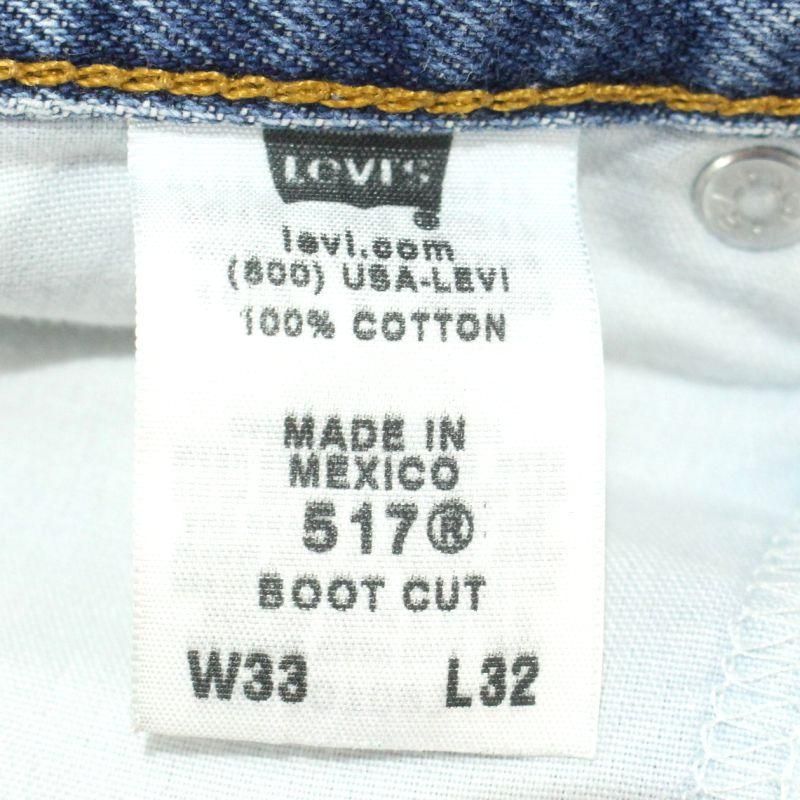 Levi's
®
levi.com
(800) USA-LEVI
100% COTTON
MADE IN
MEXICO
517®
BOOT CUT
W33 L32